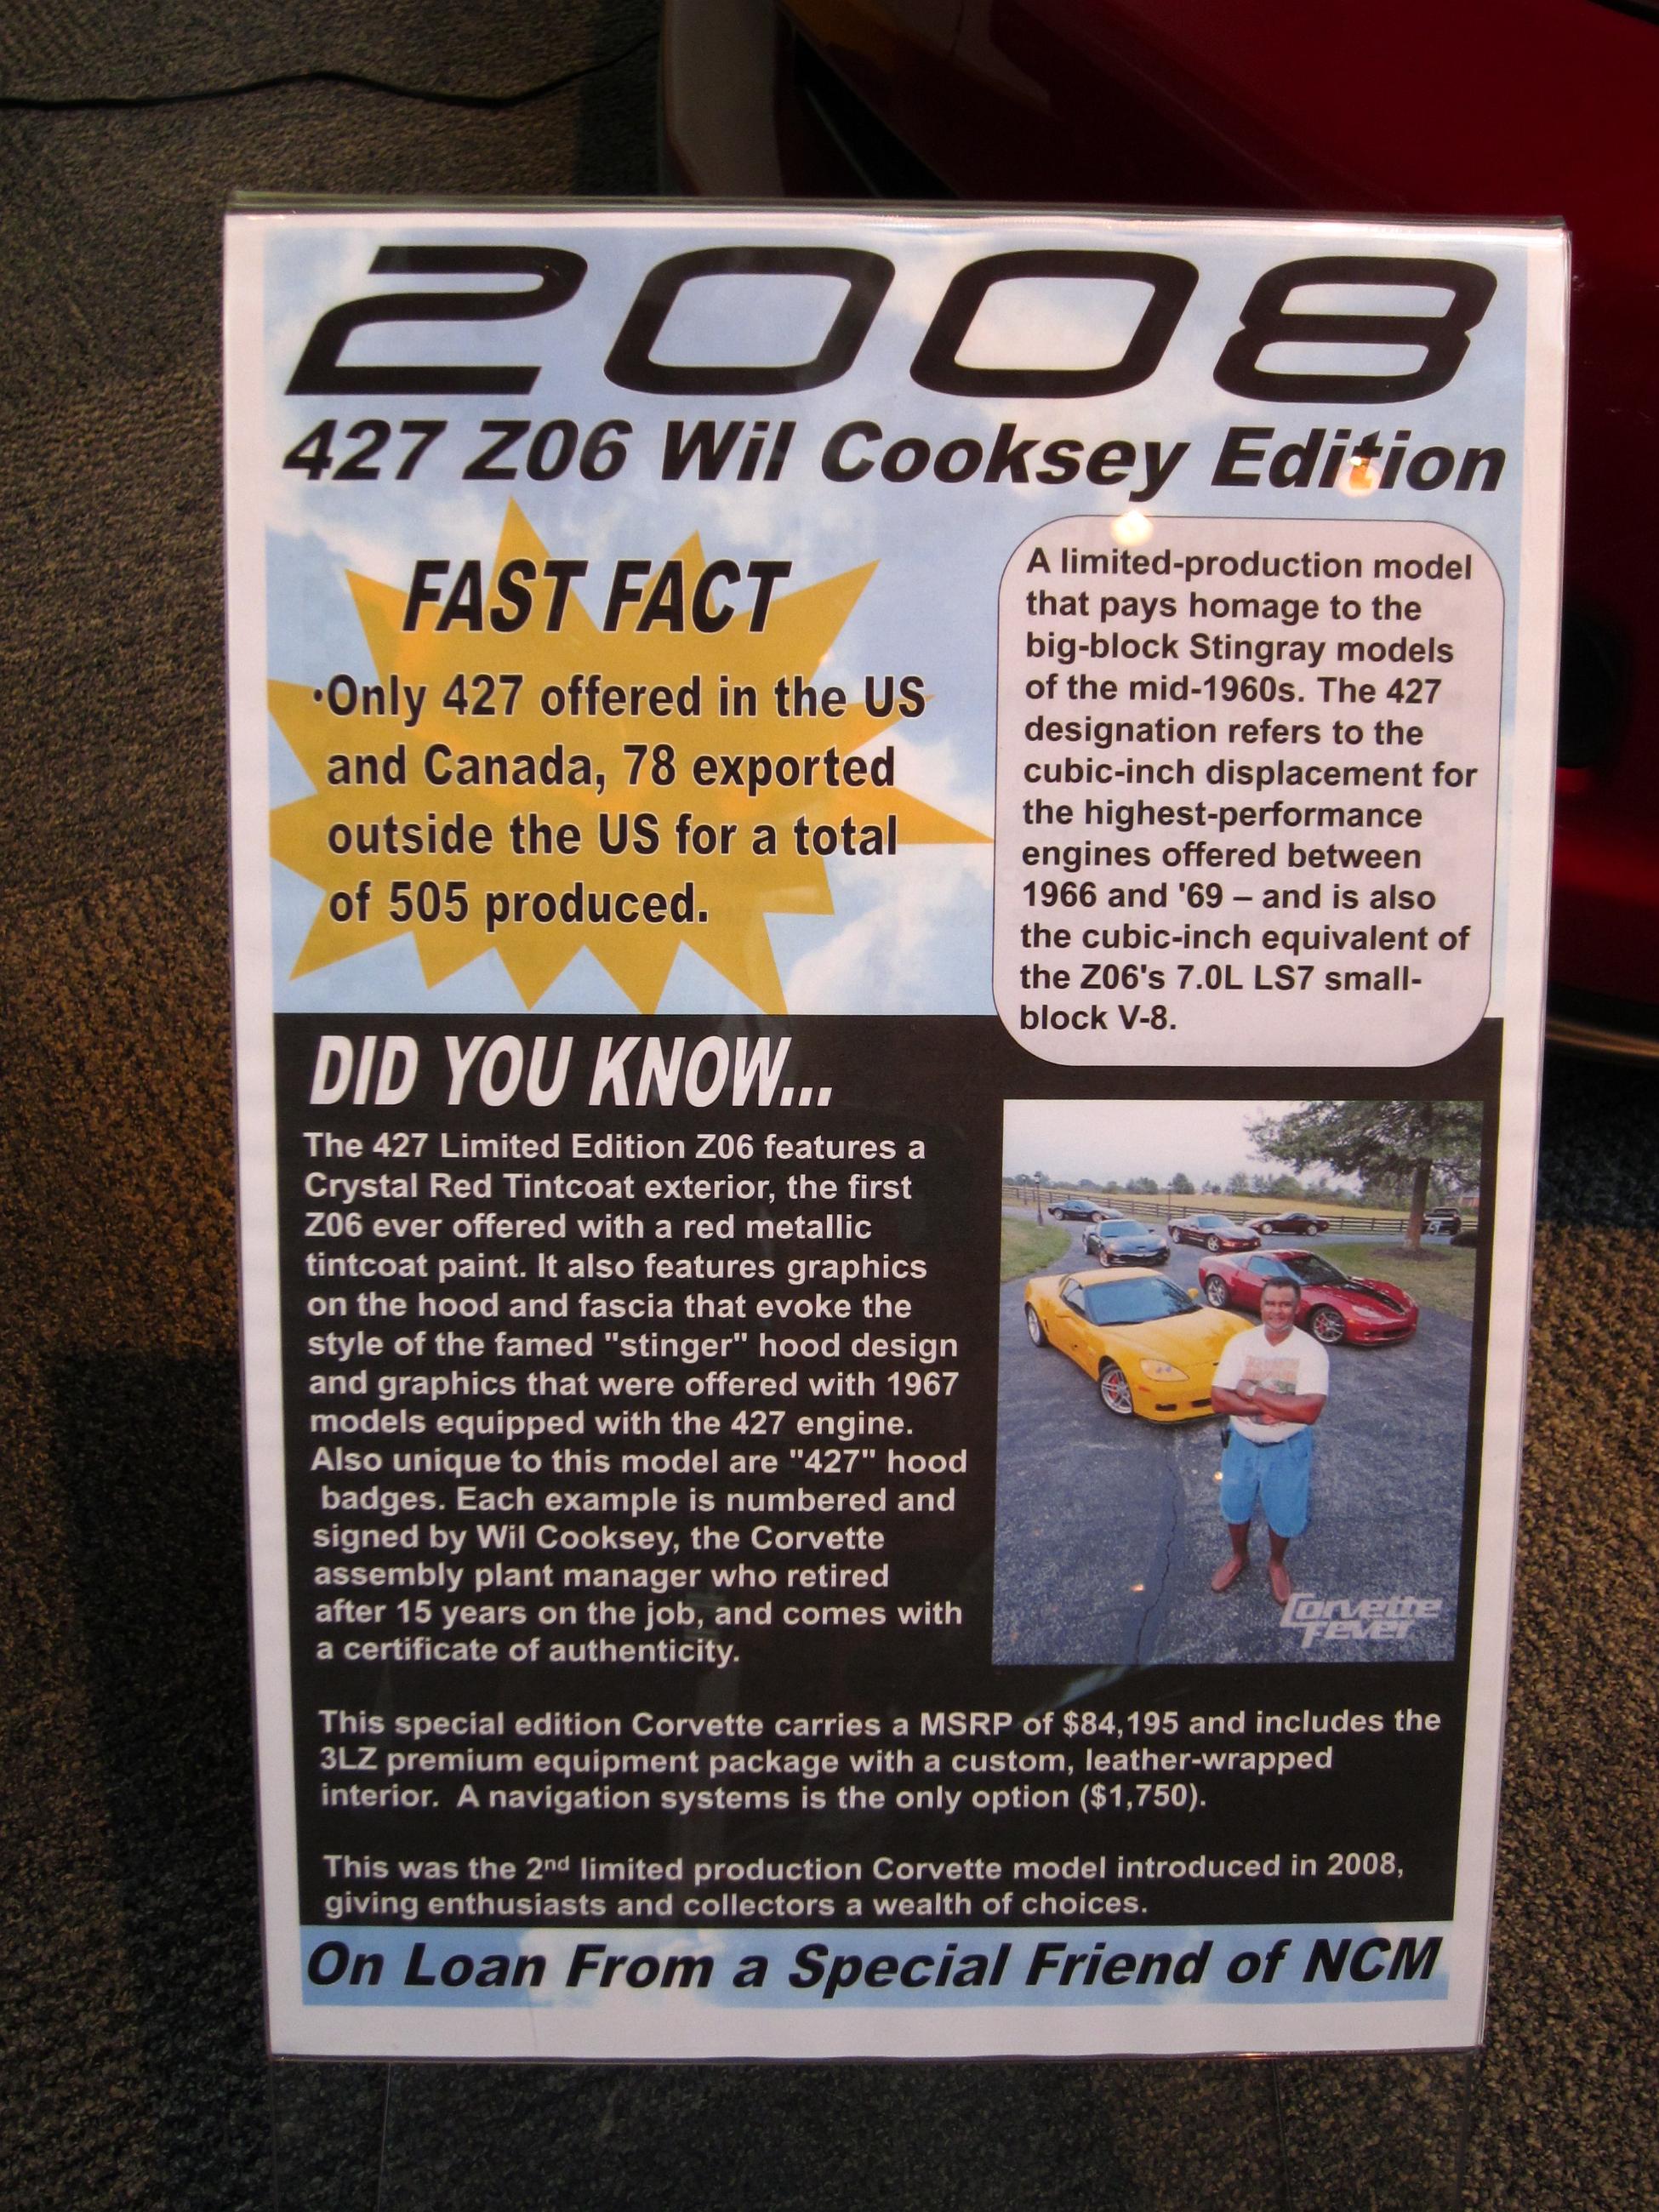 2008
427 Z06 Wil Cooksey Edition
FAST FACT
•Only 427 offered in the US
and Canada, 78 exported
outside the US for a total
of 505 produced.
A limited-production model
that pays homage to the
big-block Stingray models
of the mid-1960s. The 427
designation refers to the
cubic-inch displacement for
the highest-performance
engines offered between
1966 and '69 – and is also
the cubic-inch equivalent of
the Z06's 7.0L LS7 small-
block V-8.
DID YOU KNOW...
The 427 Limited Edition Z06 features a
Crystal Red Tintcoat exterior, the first
Z06 ever offered with a red metallic
tintcoat paint. It also features graphics
on the hood and fascia that evoke the
style of the famed "stinger" hood design
and graphics that were offered with 1967
models equipped with the 427 engine.
Also unique to this model are "427" hood
badges. Each example is numbered and
signed by Wil Cooksey, the Corvette
assembly plant manager who retired
after 15 years on the job, and comes with
a certificate of authenticity.
Corvette
Fever
This special edition Corvette carries a MSRP of $84,195 and includes the
3LZ premium equipment package with a custom, leather-wrapped
interior.  A navigation systems is the only option ($1,750).
This was the 2nd limited production Corvette model introduced in 2008,
giving enthusiasts and collectors a wealth of choices.
On Loan From a Special Friend of NCM